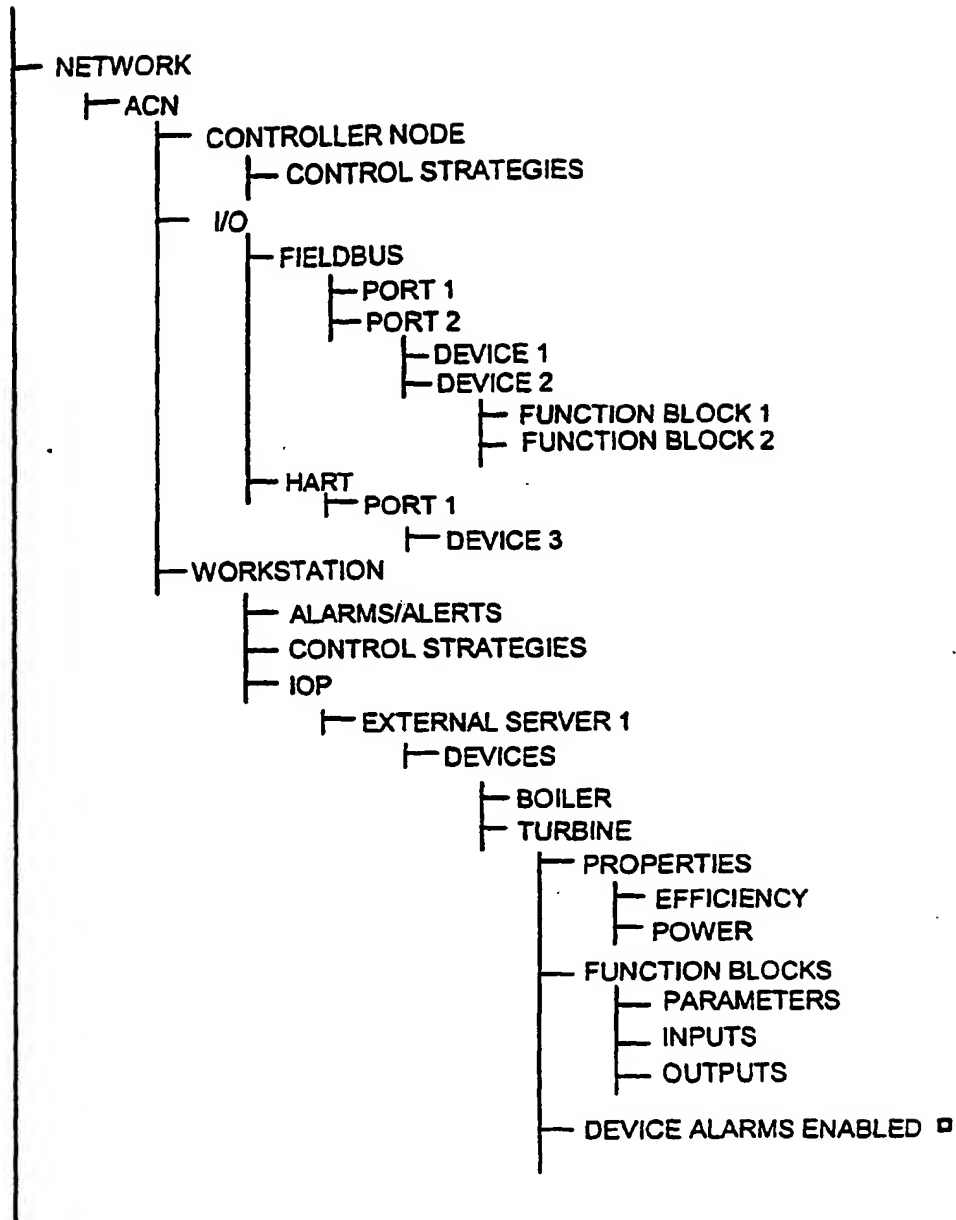 NETWORK
ACN
CONTROLLER NODE
CONTROL STRATEGIES
I/O
FIELDBUS
PORT 1
PORT 2
DEVICE 1
DEVICE 2
FUNCTION BLOCK 1
FUNCTION BLOCK 2
HART
PORT 1
DEVICE 3
WORKSTATION
ALARMS/ALERTS
CONTROL STRATEGIES
IOP
EXTERNAL SERVER 1
DEVICES
BOILER
TURBINE
PROPERTIES
EFFICIENCY
POWER
FUNCTION BLOCKS
PARAMETERS
INPUTS
OUTPUTS
DEVICE ALARMS ENABLED